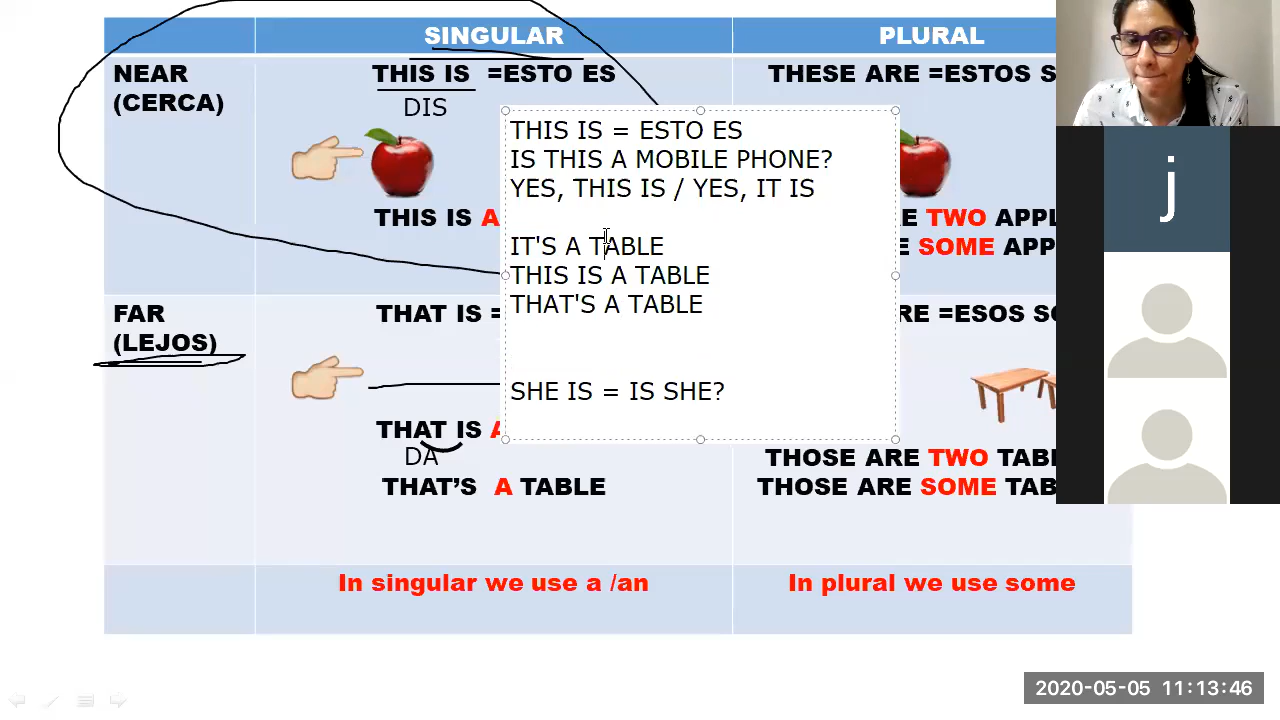 SINGULAR
PLURAL
NEAR
(CERCA)
THIS IS =ESTO ES
DIS
THIS IS A
THESE ARE =ESTOS S
TWO APPL
SOME APP
THIS IS = ESTO ES
IS THIS A MOBILE PHONE?
YES, THIS IS / YES, IT IS
IT'S A TABLE
THIS IS A TABLE
THAT'S A TABLE
SHE IS = IS SHE?
FAR
(LEJOS)
THAT IS =
THAT IS A
DA
THAT’S A TABLE
RE =ESOS SO
THOSE ARE TWO TAB
THOSE ARE SOME TAB
In singular we use a /an
In plural we use some
j
2020-05-05 11:13:46